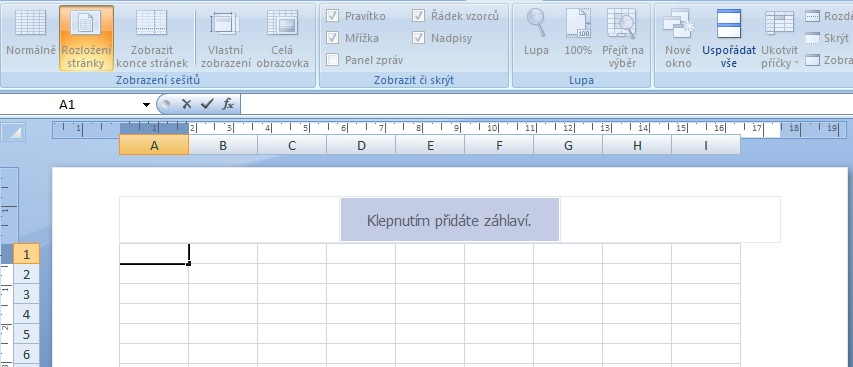 Normálně Rozložení stránky Zobrazit konce stránek Vlastní zobrazení Celá obrazovka
Zobrazení sešitů
Pravítko Řádek vzorců
Mřížka Nadpisy
Panel zpráv
Zobrazit či skrýt
Lupa 100% Přejít na výběr
Lupa
Nové okno Uspořádat vše Ukotvit příčky
Rozdě
Skrýt
Zobra
A1 fx
1 1 2 3 4 5 6 7 8 9 10 11 12 13 14 15 16 17 18 19
A B C D E F G H I
Klepnutím přidáte záhlaví.
1
2
3
4
5
6